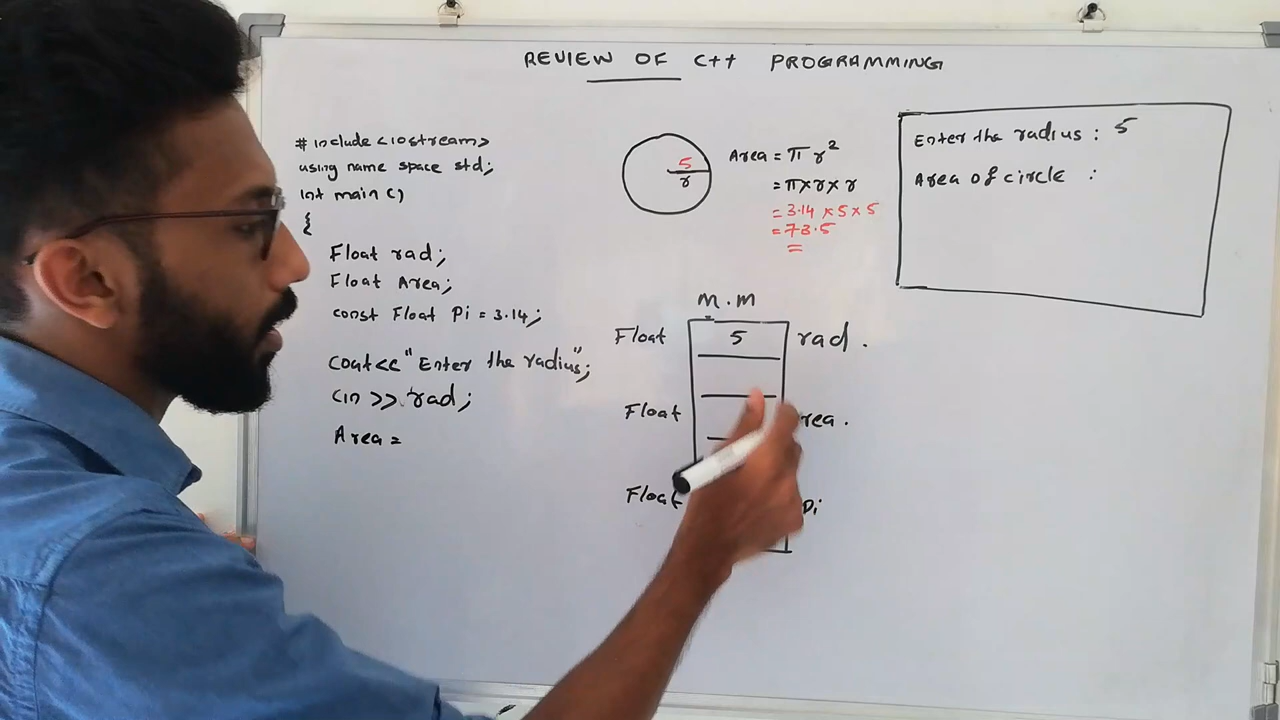 REVIEW OF C++ PROGRAMMING
# include <iostream>
using name space std;
int main ()
{
Float rad;
Float Area;
const Float Pi = 3.14;
cout<< "Enter the radius";
cin >> rad;
Area =
5
r
Area = π r²
= π×r×r
= 3.14 × 5 × 5
= 78.5
Enter the radius : 5
Area of circle :
M.M
Float 5 rad.
Float rea.
Float Pi